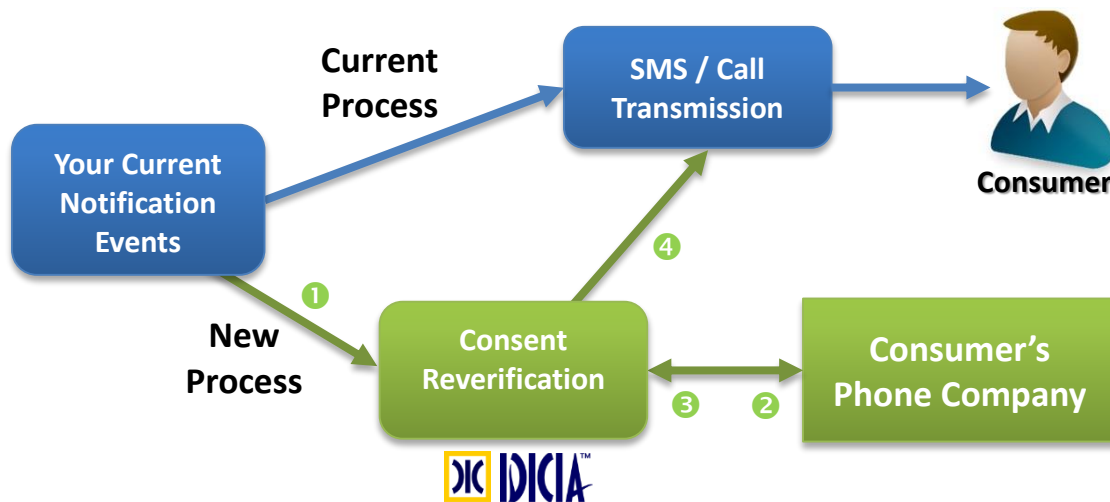 Current
Process
SMS / Call
Transmission
Your Current
Notification
Events
Consumer
❶
❹
New
Process
Consent
Reverification
Consumer's
Phone Company
❸
❷
IDICIA™